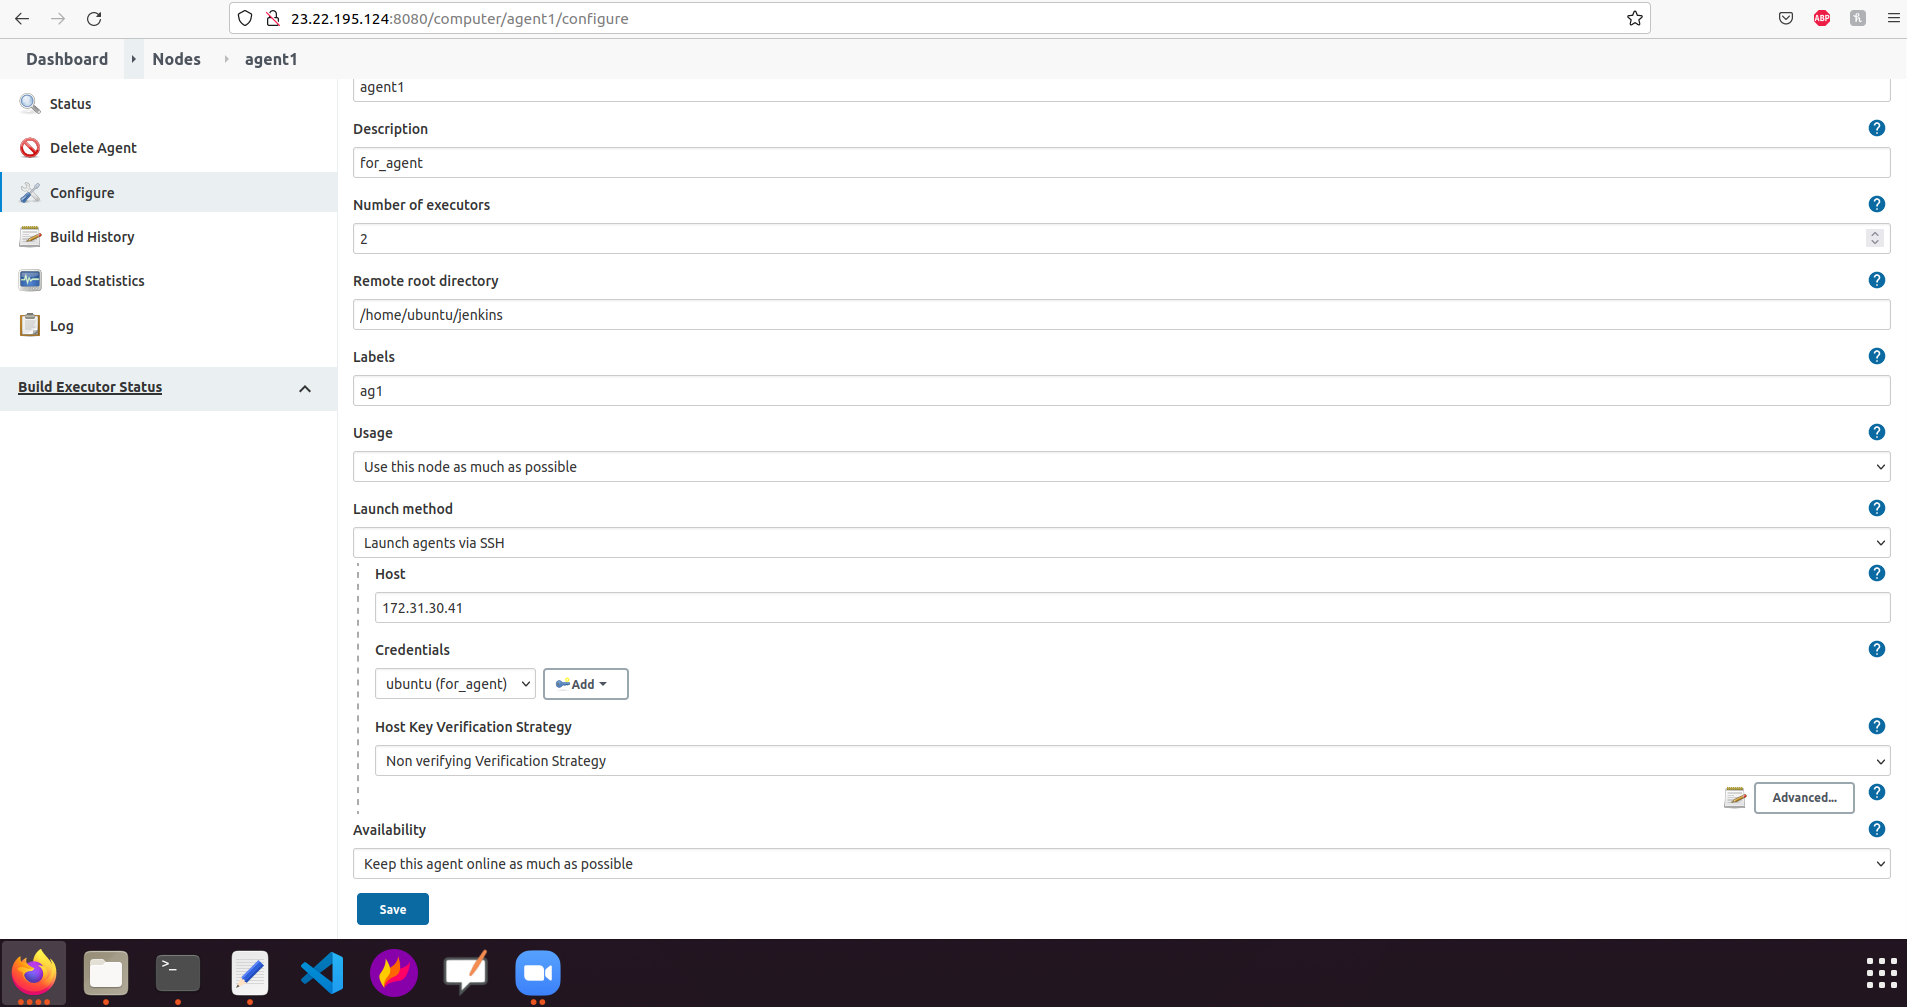 23.22.195.124:8080/computer/agent1/configure
ABP
Dashboard
Nodes
agent1
Status
Delete Agent
Configure
Build History
Load Statistics
Log
Build Executor Status
agent1
Description
for_agent
Number of executors
2
Remote root directory
/home/ubuntu/jenkins
Labels
ag1
Usage
Use this node as much as possible
Launch method
Launch agents via SSH
Host
172.31.30.41
Credentials
ubuntu (for_agent)
Add
Host Key Verification Strategy
Non verifying Verification Strategy
Advanced...
Availability
Keep this agent online as much as possible
Save